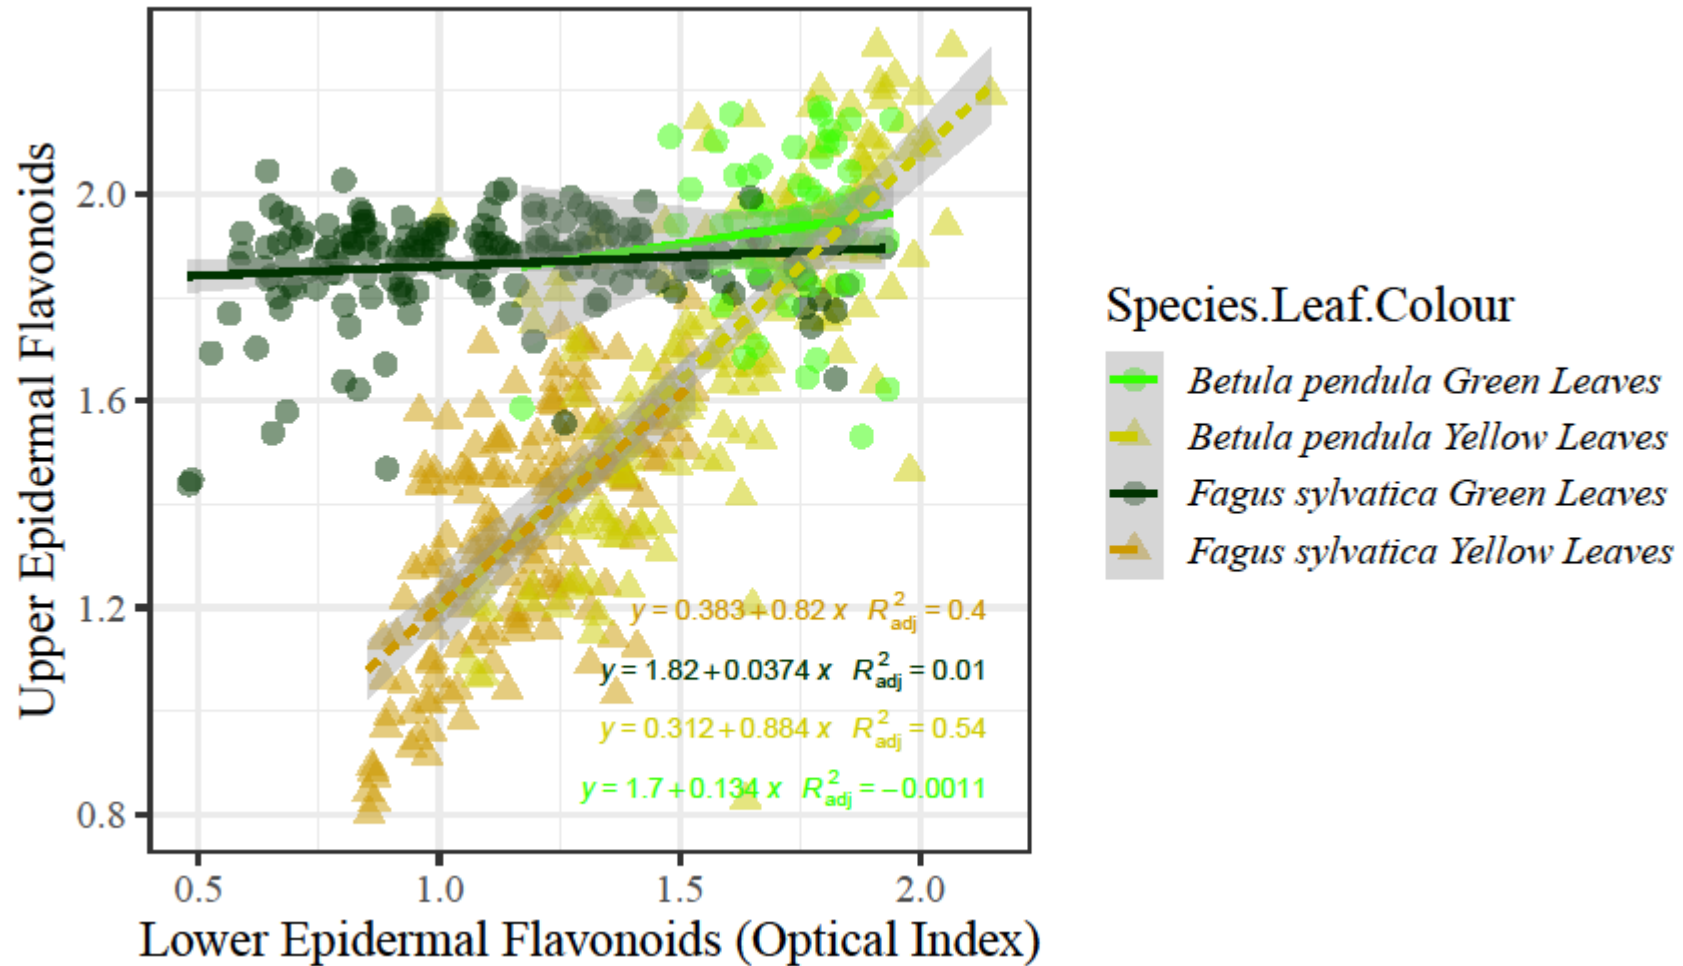 Upper Epidermal Flavonoids
2.0
1.6
1.2
0.8
y = 0.383 + 0.82 x R²adj = 0.4
y = 1.82 + 0.0374 x R²adj = 0.01
y = 0.312 + 0.884 x R²adj = 0.54
y = 1.7 + 0.134 x R²adj = −0.0011
0.5 1.0 1.5 2.0
Lower Epidermal Flavonoids (Optical Index)
Species.Leaf.Colour
Betula pendula Green Leaves
Betula pendula Yellow Leaves
Fagus sylvatica Green Leaves
Fagus sylvatica Yellow Leaves